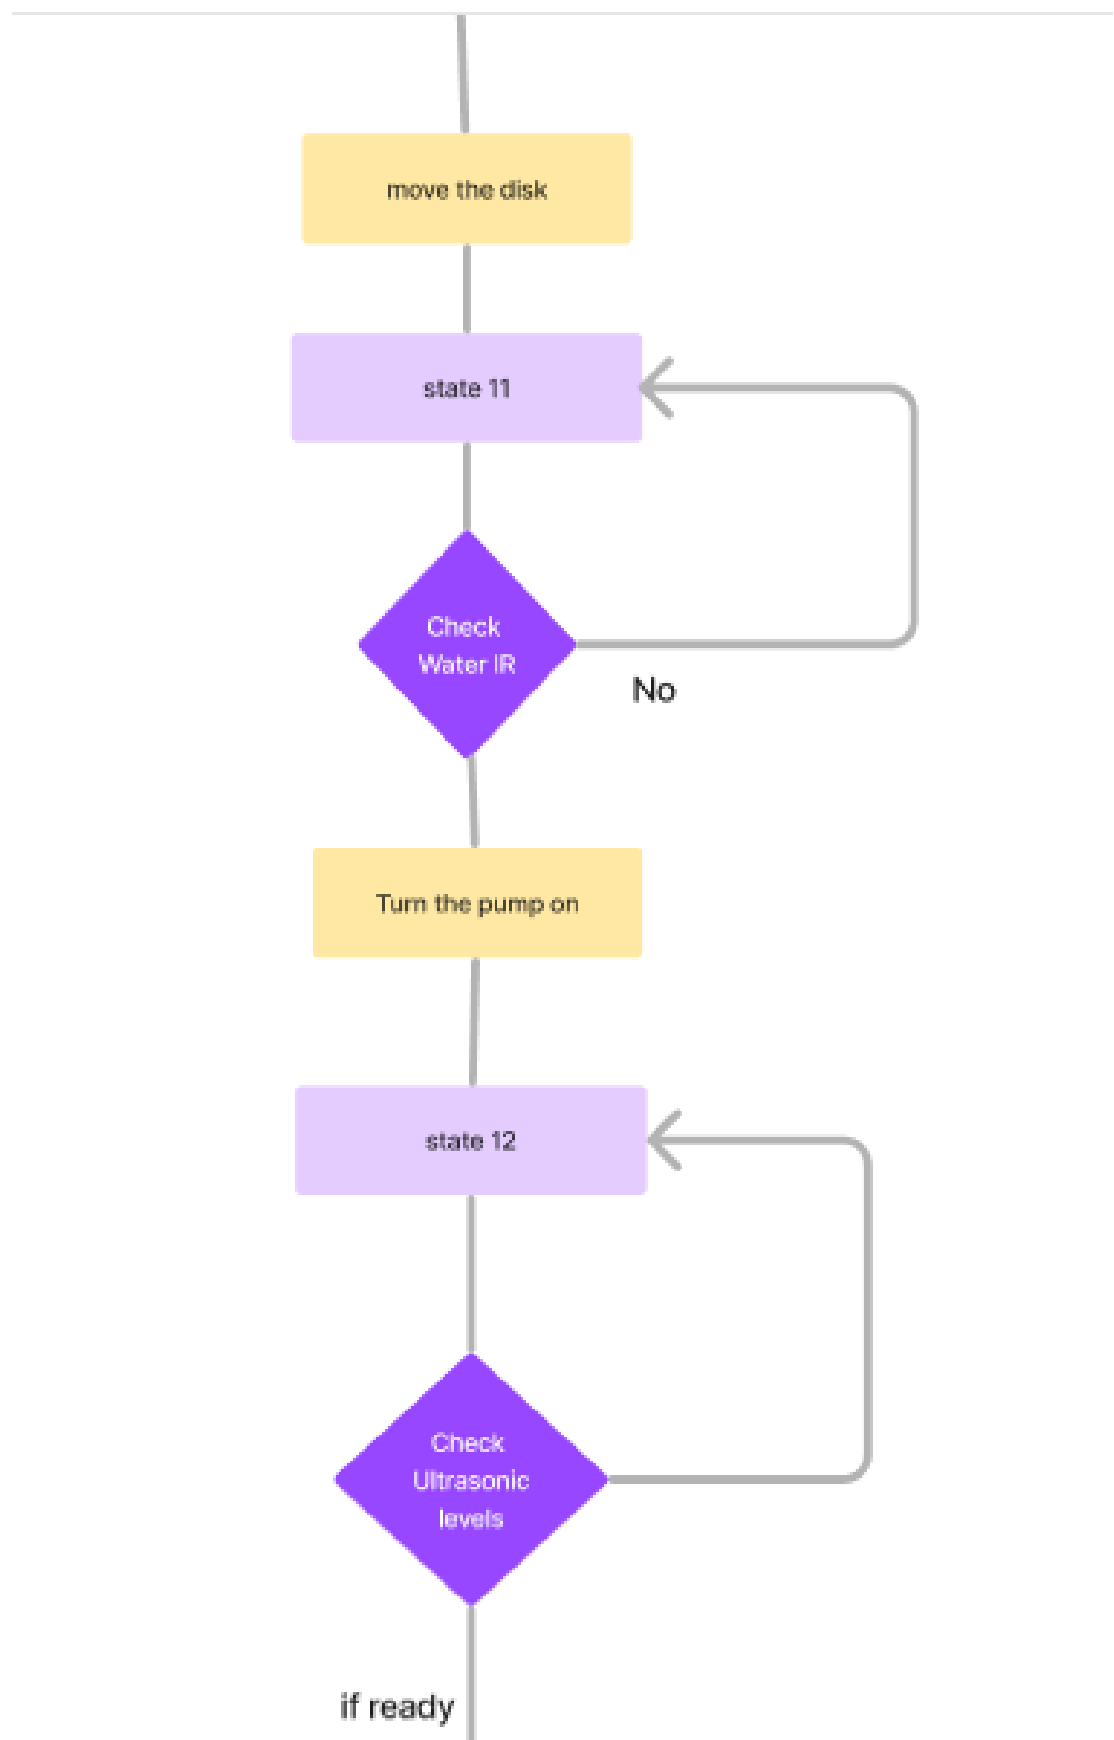 move the disk
state 11
Check
Water IR
No
Turn the pump on
state 12
Check
Ultrasonic
levels
if ready